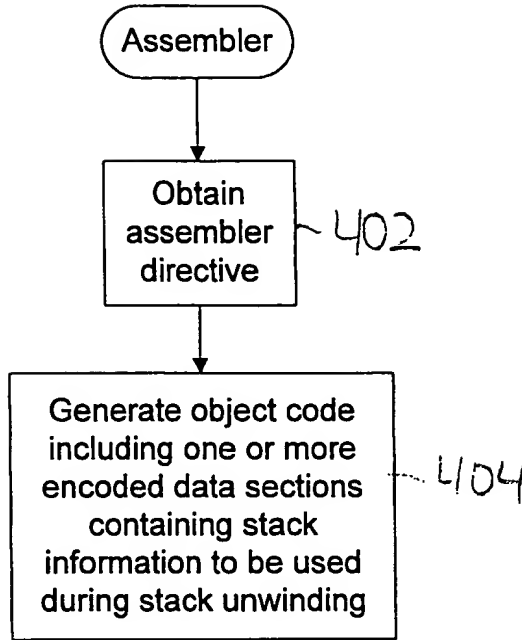 Assembler
Obtain
assembler
directive
402
Generate object code
including one or more
encoded data sections
containing stack
information to be used
during stack unwinding
404